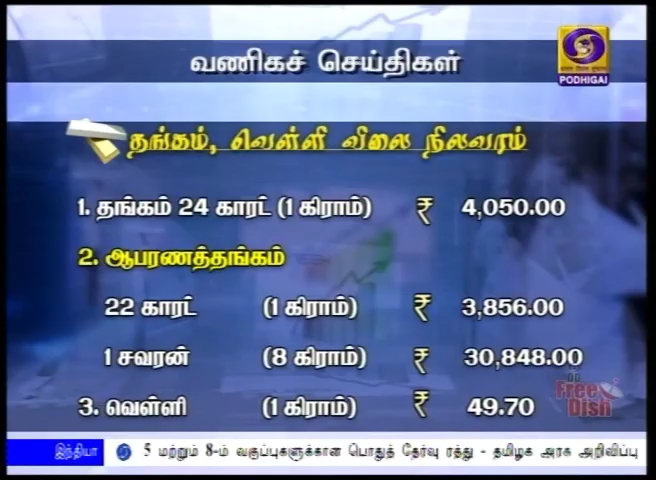 வணிகச் செய்திகள்
PODHIGAI
தங்கம், வெள்ளி விலை நிலவரம்
1. தங்கம் 24 காரட் (1 கிராம்) ₹ 4,050.00
2. ஆபரணத்தங்கம்
22 காரட் (1 கிராம்) ₹ 3,856.00
1 சவரன் (8 கிராம்) ₹ 30,848.00
3. வெள்ளி (1 கிராம்) ₹ 49.70
DD
Free
Dish
இந்தியா 5 மற்றும் 8-ம் வகுப்புகளுக்கான பொதுத் தேர்வு ரத்து - தமிழக அரசு அறிவிப்பு